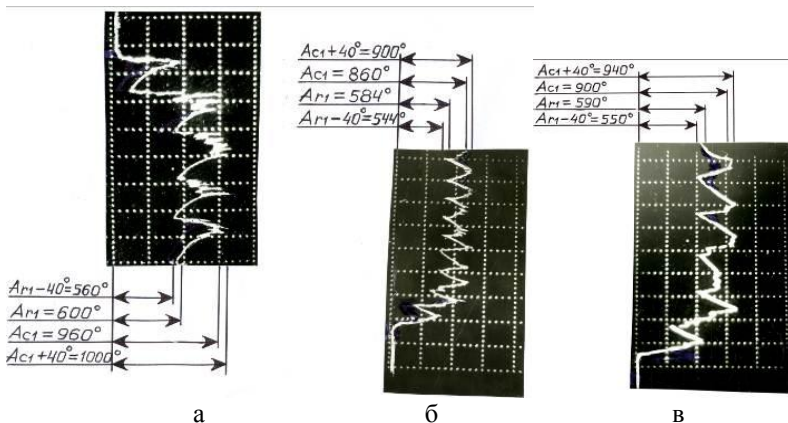 Ar1-40°=560°
Ar1=600°
Ac1=960°
Ac1+40°=1000°
Ac1+40°=900°
Ac1=860°
Ar1=584°
Ar1-40°=544°
Ac1+40°=940°
Ac1=900°
Ar1=590°
Ar1-40°=550°
а
б
в